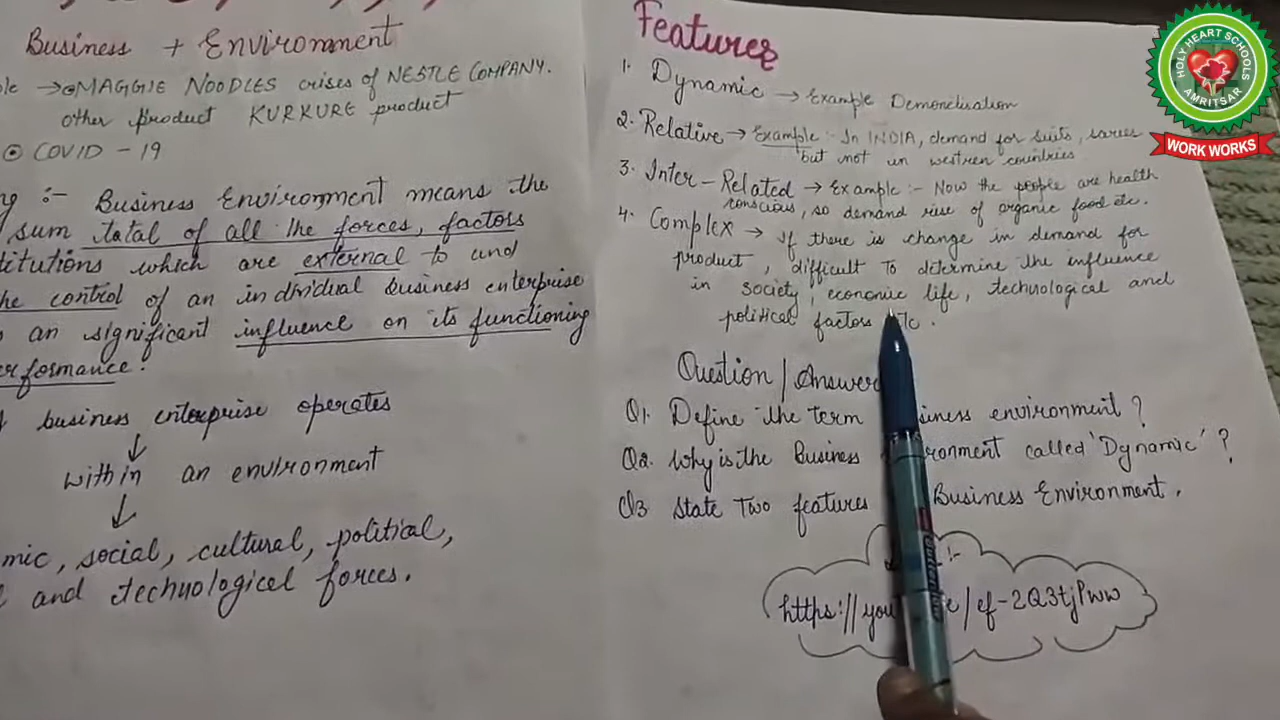 Business + Environment
→ MAGGIE NOODLES crises of NESTLE COMPANY.
other product KURKURE product
COVID - 19
:- Business Environment means the
sum total of all the forces, factors
which are external to and
the control of an individual business enterprise
an significant influence on its functioning
business enterprise operates
↓
within an environment
↓
social, cultural, political,
and technological forces.
Features
1. Dynamic → Example Demonetisation
2. Relative → Example :- In INDIA, demand for suits, sarees
but not in western countries
3. Inter-Related → Example :- Now the people are health
conscious, so demand rise of organic food etc.
4. Complex → If there is change in demand for
product, difficult To determine the influence
in society, economic life, technological and
political factors
Question / Answer
Q1. Define the term environment ?
Q2. Why is the Business called 'Dynamic' ?
Q3 State Two features Business Environment.
HOLY HEART SCHOOLS
AMRITSAR
WORK WORKS